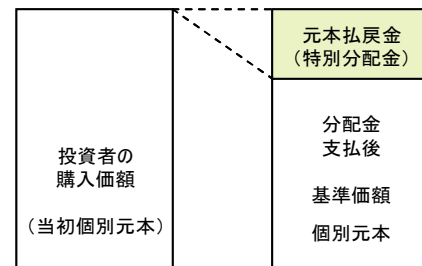 投資者の
購入価額
（当初個別元本）
元本払戻金
（特別分配金）
分配金
支払後
基準価額
個別元本